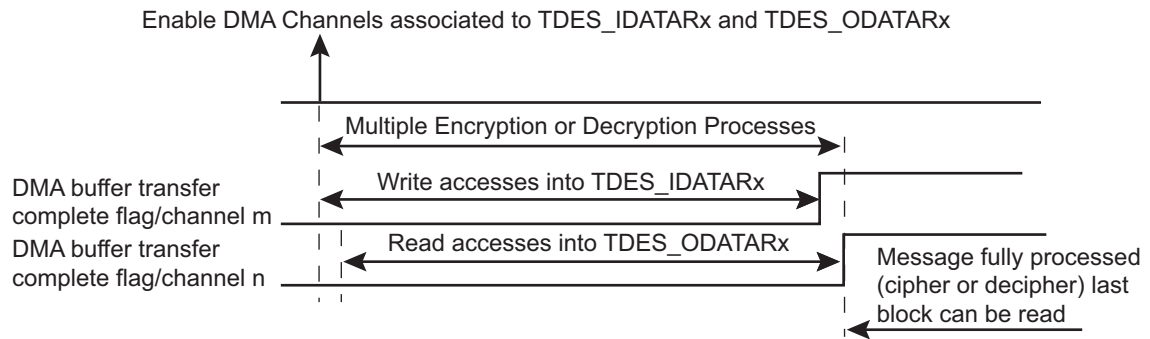 Enable DMA Channels associated to TDES_IDATARx and TDES_ODATARx
Multiple Encryption or Decryption Processes
DMA buffer transfer
complete flag/channel m
Write accesses into TDES_IDATARx
DMA buffer transfer
complete flag/channel n
Read accesses into TDES_ODATARx
Message fully processed
(cipher or decipher) last
block can be read